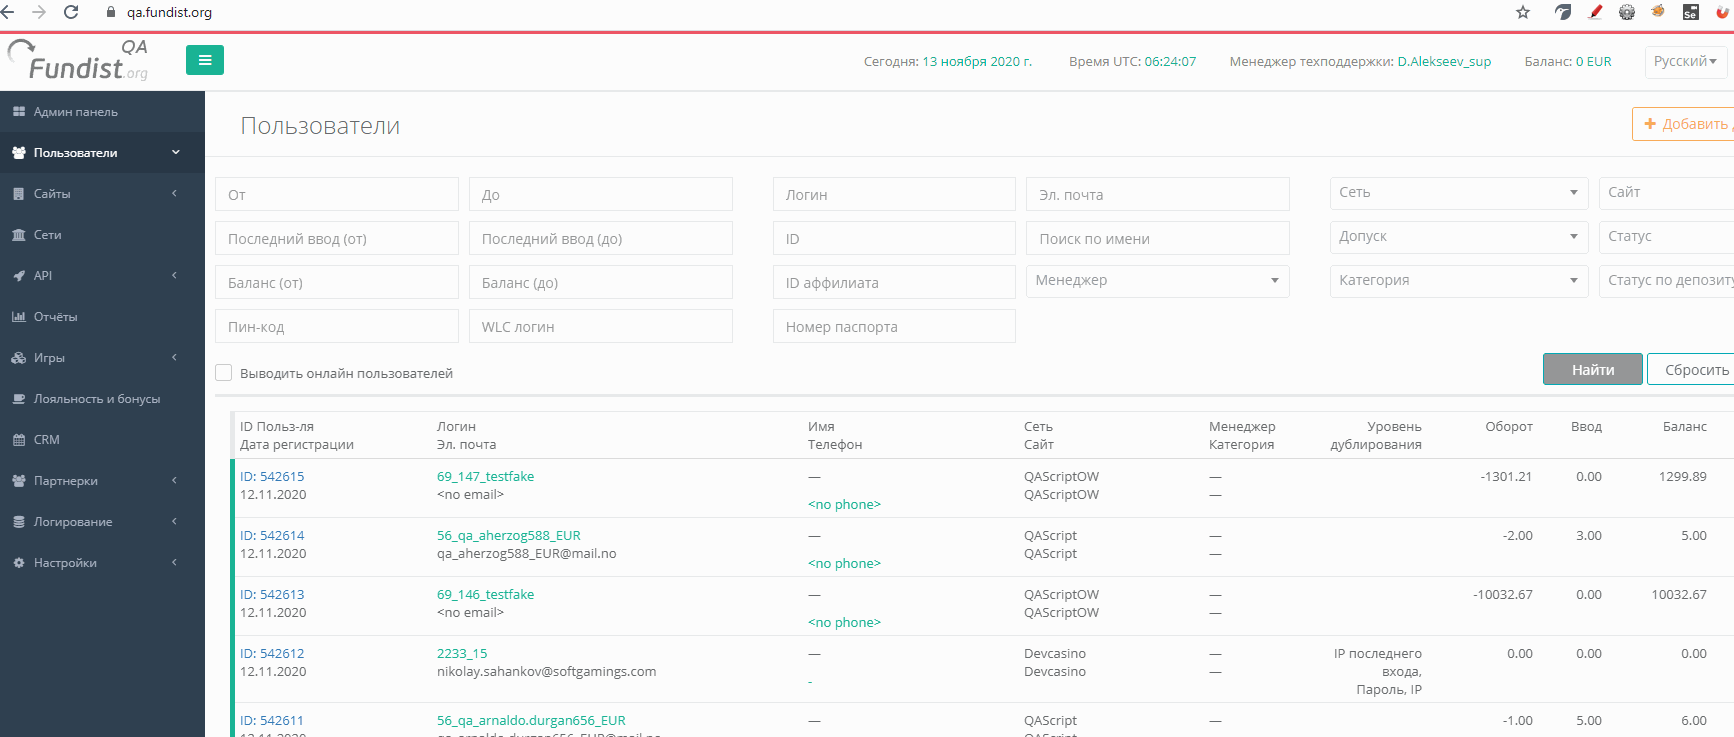 qa.fundist.org
QA
Fundist.org
Сегодня: 13 ноября 2020 г.
Время UTC: 06:24:07
Менеджер техподдержки: D.Alekseev_sup
Баланс: 0 EUR
Русский
Админ панель
Пользователи
Сайты
Сети
API
Отчёты
Игры
Лояльность и бонусы
CRM
Партнерки
Логирование
Настройки
Пользователи
Добавить
От До Логин Эл. почта Сеть Сайт
Последний ввод (от) Последний ввод (до) ID Поиск по имени Допуск Статус
Баланс (от) Баланс (до) ID аффилиата Менеджер Категория Статус по депозиту
Пин-код WLC логин Номер паспорта
Выводить онлайн пользователей
Найти Сбросить
ID Польз-ля Логин Имя Сеть Менеджер Уровень Оборот Ввод Баланс
Дата регистрации Эл. почта Телефон Сайт Категория дублирования
ID: 542615 69_147_testfake — QAScriptOW — -1301.21 0.00 1299.89
12.11.2020 <no email> QAScriptOW —
<no phone>
ID: 542614 56_qa_aherzog588_EUR — QAScript — -2.00 3.00 5.00
12.11.2020 qa_aherzog588_EUR@mail.no QAScript —
<no phone>
ID: 542613 69_146_testfake — QAScriptOW — -10032.67 0.00 10032.67
12.11.2020 <no email> QAScriptOW —
<no phone>
ID: 542612 2233_15 — Devcasino — IP последнего 0.00 0.00 0.00
12.11.2020 nikolay.sahankov@softgamings.com Devcasino — входа,
- Пароль, IP
ID: 542611 56_qa_arnaldo.durgan656_EUR — QAScript — -1.00 5.00 6.00
12.11.2020 qa_arnaldo.durgan656_EUR@mail.no QAScript —